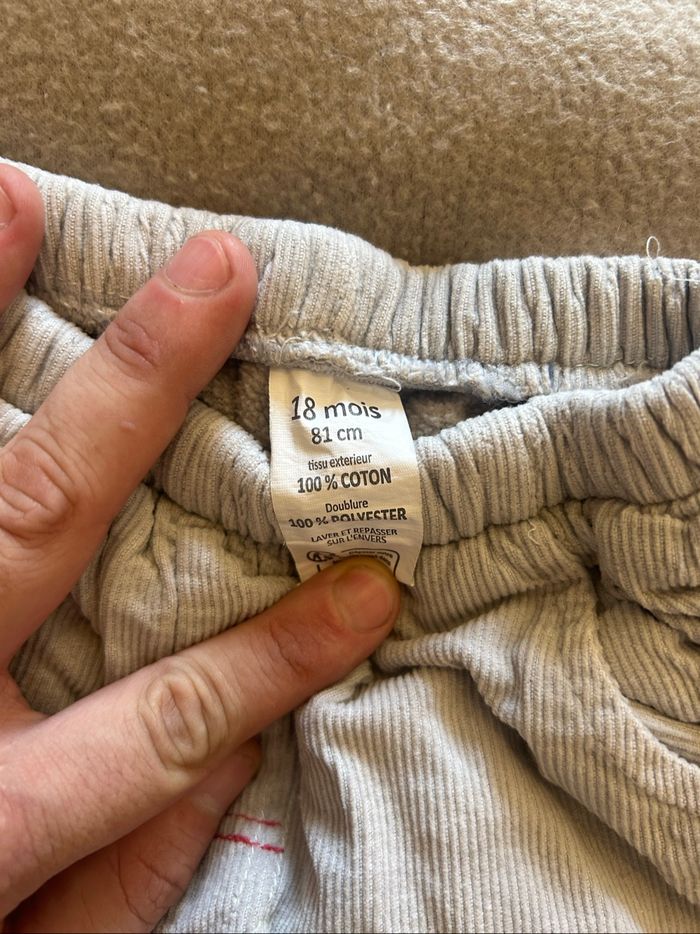 18 mois
81 cm
tissu exterieur
100 % COTON
Doublure
100 % POLYESTER
LAVER ET REPASSER
SUR L'ENVERS